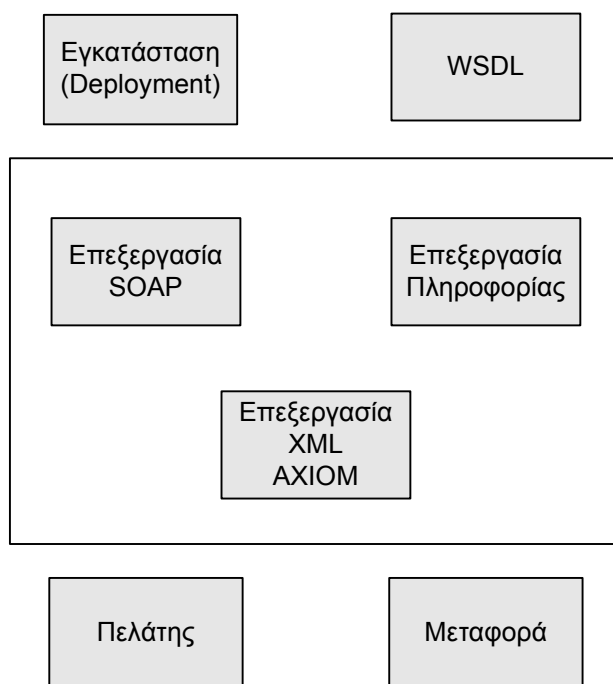 Εγκατάσταση
(Deployment)
WSDL
Επεξεργασία
SOAP
Επεξεργασία
Πληροφορίας
Επεξεργασία
XML
AXIOM
Πελάτης
Μεταφορά